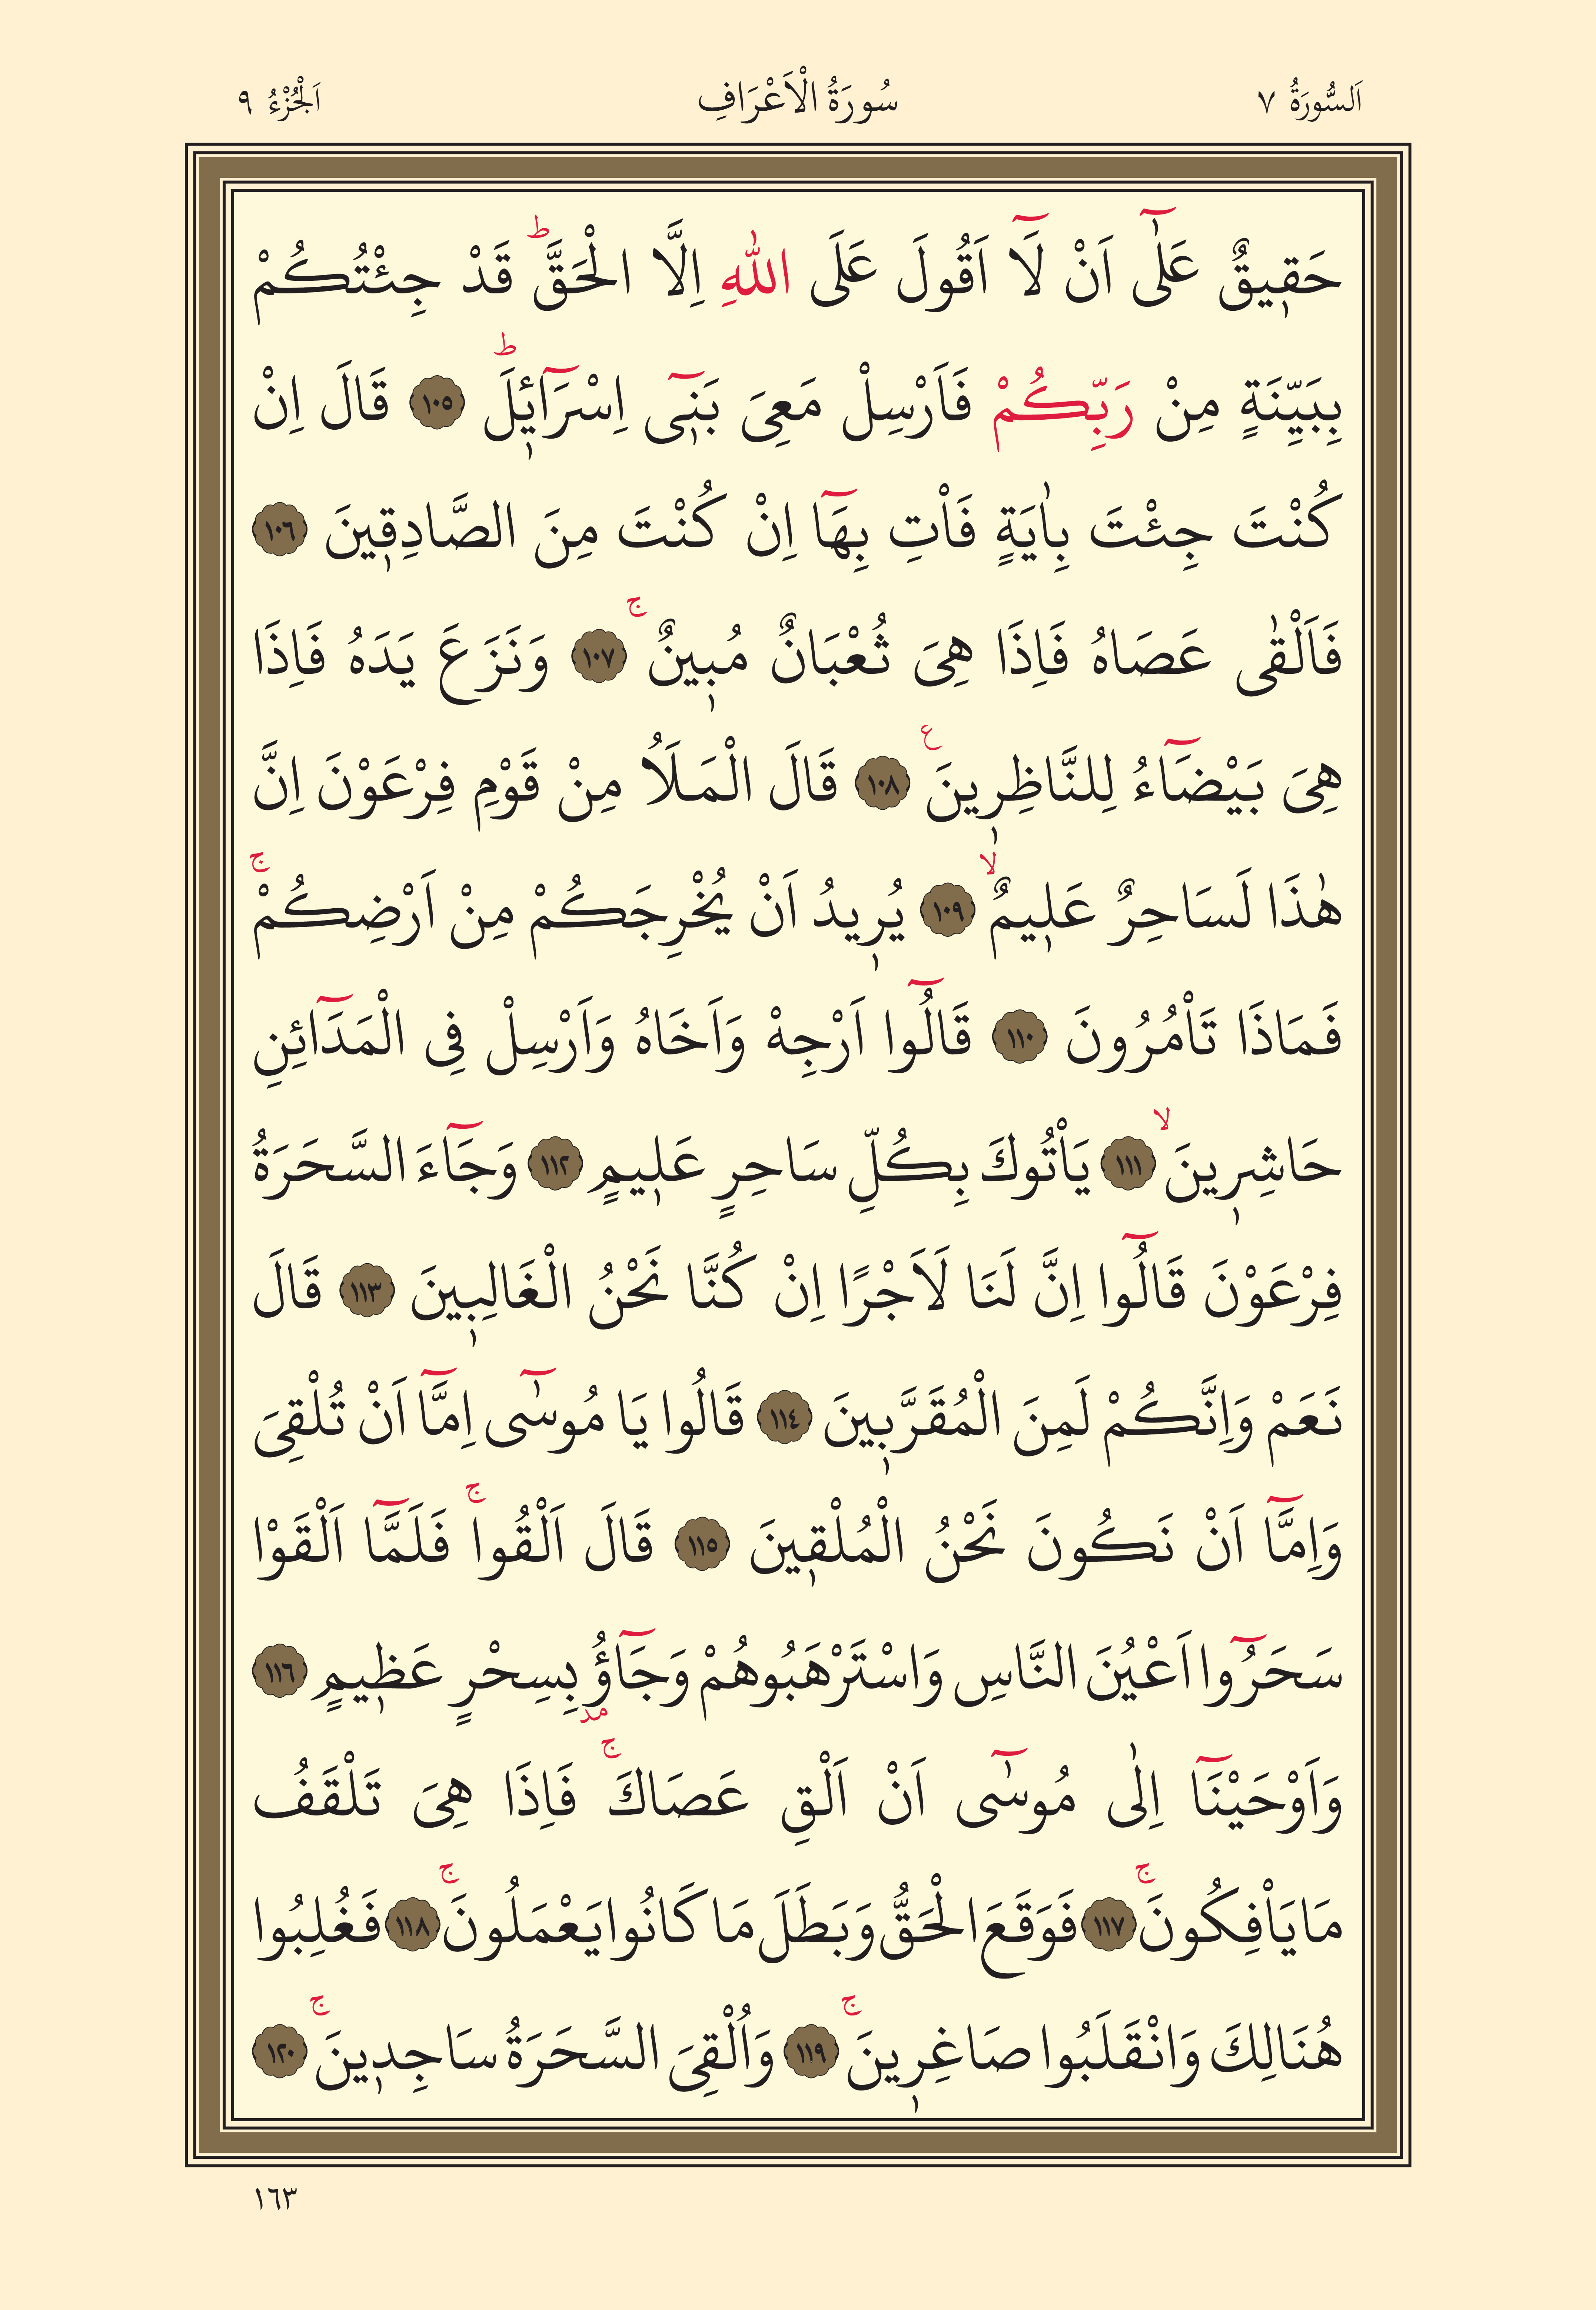 اَلسُّورَةُ ٧ سُورَةُ الْاَعْرَافِ اَلْجُزْءُ ٩
حَقٖيقٌ عَلٰٓى اَنْ لَٓا اَقُولَ عَلَى اللّٰهِ اِلَّا الْحَقَّؕ قَدْ جِئْتُكُمْ
بِبَيِّنَةٍ مِنْ رَبِّكُمْ فَاَرْسِلْ مَعِىَ بَنٖٓى اِسْرَٓائٖلَؕ ١٠٥ قَالَ اِنْ
كُنْتَ جِئْتَ بِاٰيَةٍ فَاْتِ بِهَٓا اِنْ كُنْتَ مِنَ الصَّادِقٖينَ ١٠٦
فَاَلْقٰى عَصَاهُ فَاِذَا هِىَ ثُعْبَانٌ مُبٖينٌۚ ١٠٧ وَنَزَعَ يَدَهُ فَاِذَا
هِىَ بَيْضَٓاءُ لِلنَّاظِرٖينَ ع ١٠٨ قَالَ الْمَلَاُ مِنْ قَوْمِ فِرْعَوْنَ اِنَّ
هٰذَا لَسَاحِرٌ عَلٖيمٌۙ ١٠٩ يُرٖيدُ اَنْ يُخْرِجَكُمْ مِنْ اَرْضِكُمْۚ
فَمَاذَا تَاْمُرُونَ ١١٠ قَالُٓوا اَرْجِهْ وَاَخَاهُ وَاَرْسِلْ فِى الْمَدَٓائِنِ
حَاشِرٖينَۙ ١١١ يَاْتُوكَ بِكُلِّ سَاحِرٍ عَلٖيمٍ ١١٢ وَجَٓاءَ السَّحَرَةُ
فِرْعَوْنَ قَالُٓوا اِنَّ لَنَا لَاَجْرًا اِنْ كُنَّا نَحْنُ الْغَالِبٖينَ ١١٣ قَالَ
نَعَمْ وَاِنَّكُمْ لَمِنَ الْمُقَرَّبٖينَ ١١٤ قَالُوا يَا مُوسٰٓى اِمَّٓا اَنْ تُلْقِىَ
وَاِمَّٓا اَنْ نَكُونَ نَحْنُ الْمُلْقٖينَ ١١٥ قَالَ اَلْقُواۚ فَلَمَّٓا اَلْقَوْا
سَحَرُٓوا اَعْيُنَ النَّاسِ وَاسْتَرْهَبُوهُمْ وَجَٓاؤُ مد بِسِحْرٍ عَظٖيمٍ ١١٦
وَاَوْحَيْنَٓا اِلٰى مُوسٰٓى اَنْ اَلْقِ عَصَاكَۚ فَاِذَا هِىَ تَلْقَفُ
مَا يَاْفِكُونَۚ ١١٧ فَوَقَعَ الْحَقُّ وَبَطَلَ مَا كَانُوا يَعْمَلُونَۚ ١١٨ فَغُلِبُوا
هُنَالِكَ وَانْقَلَبُوا صَاغِرٖينَۚ ١١٩ وَاُلْقِىَ السَّحَرَةُ سَاجِدٖينَۚ ١٢٠
١٦٣